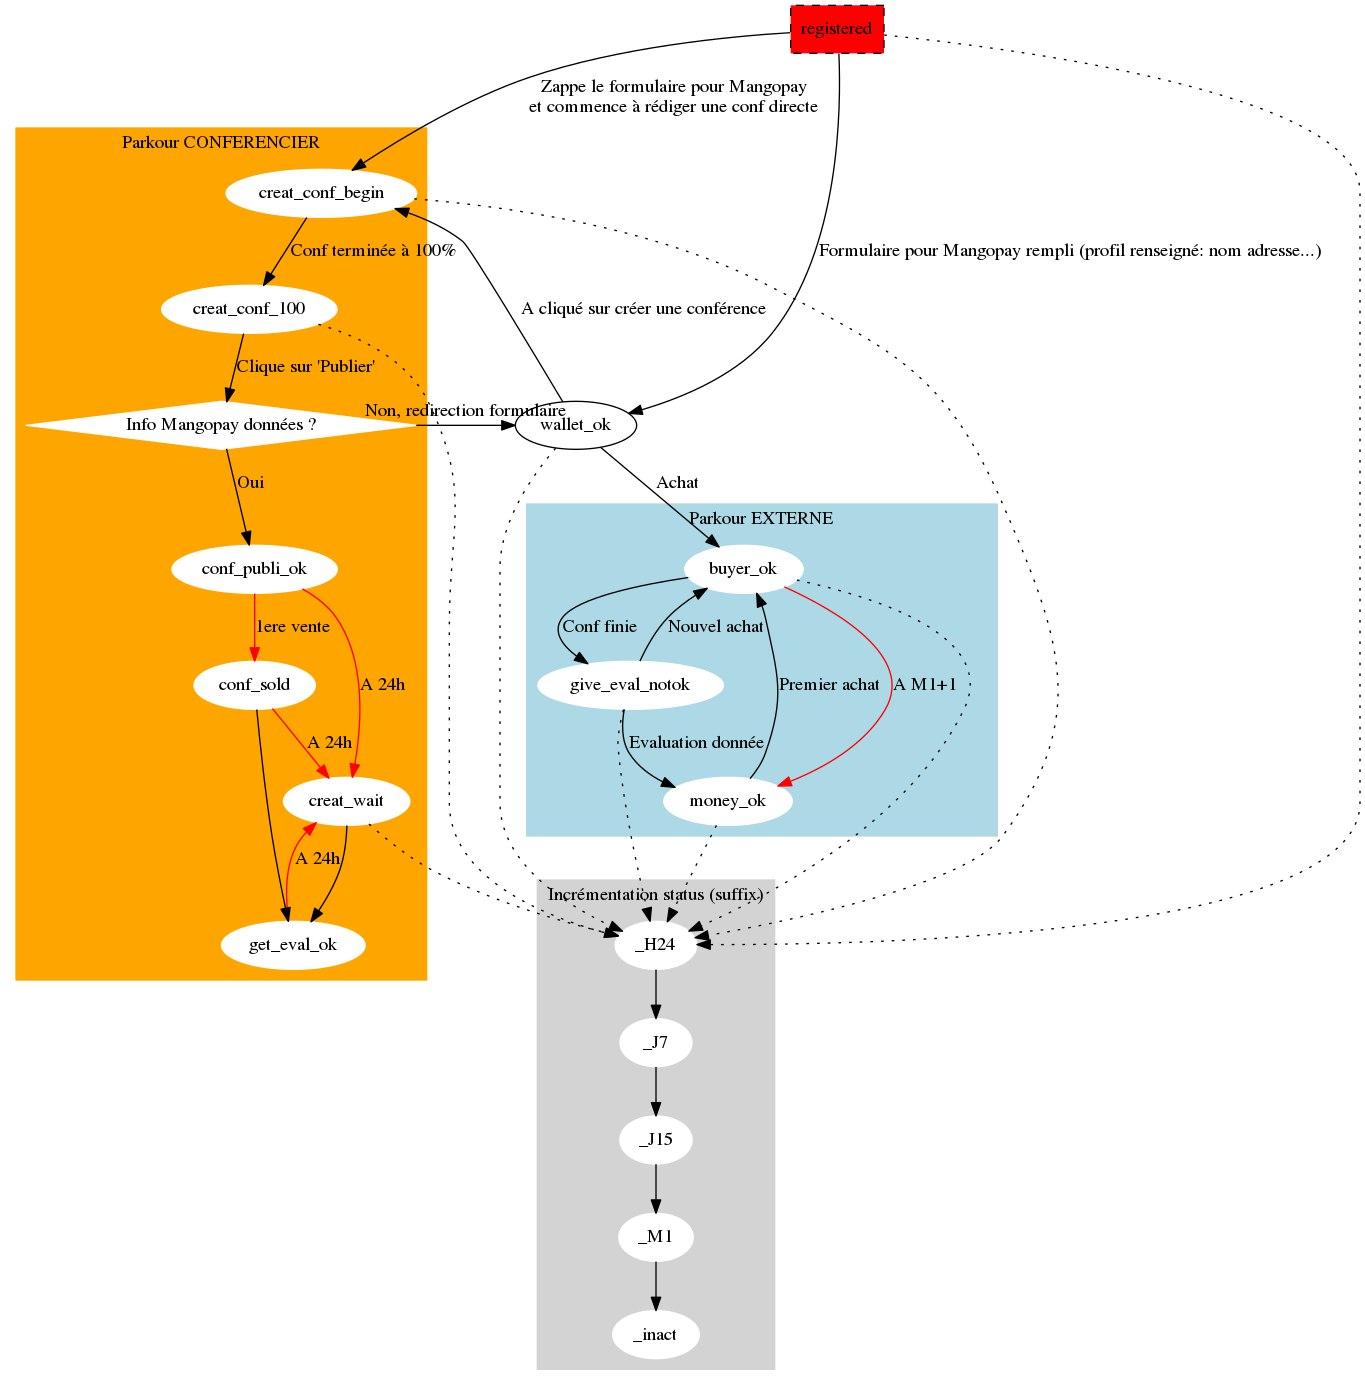 registered
Zappe le formulaire pour Mangopay
et commence à rédiger une conf directe
Parkour CONFERENCIER
creat_conf_begin
Conf terminée à 100%
Formulaire pour Mangopay rempli (profil renseigné: nom adresse...)
creat_conf_100
A cliqué sur créer une conférence
Clique sur 'Publier'
Non, redirection formulaire
Info Mangopay données ?
wallet_ok
Oui
Achat
Parkour EXTERNE
conf_publi_ok
buyer_ok
1ere vente
Conf finie
Nouvel achat
conf_sold
A 24h
give_eval_notok
Premier achat
A M1+1
A 24h
Evaluation donnée
creat_wait
money_ok
A 24h
Incrémentation status (suffix)
get_eval_ok
_H24
_J7
_J15
_M1
_inact